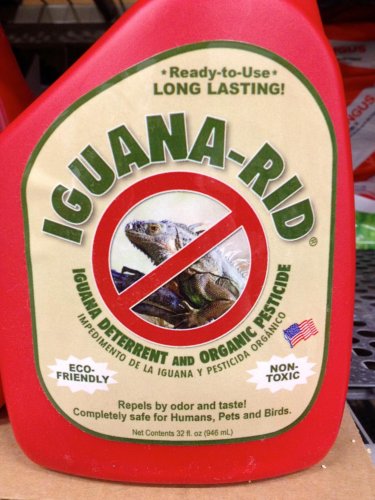 *Ready-to-Use*
LONG LASTING!
IGUANA-RID®
IGUANA DETERRENT AND ORGANIC PESTICIDE
IMPEDIMENTO DE LA IGUANA Y PESTICIDA ORGÁNICO
ECO-
FRIENDLY
NON-
TOXIC
Repels by odor and taste!
Completely safe for Humans, Pets and Birds.
Net Contents 32 fl. oz (946 mL)